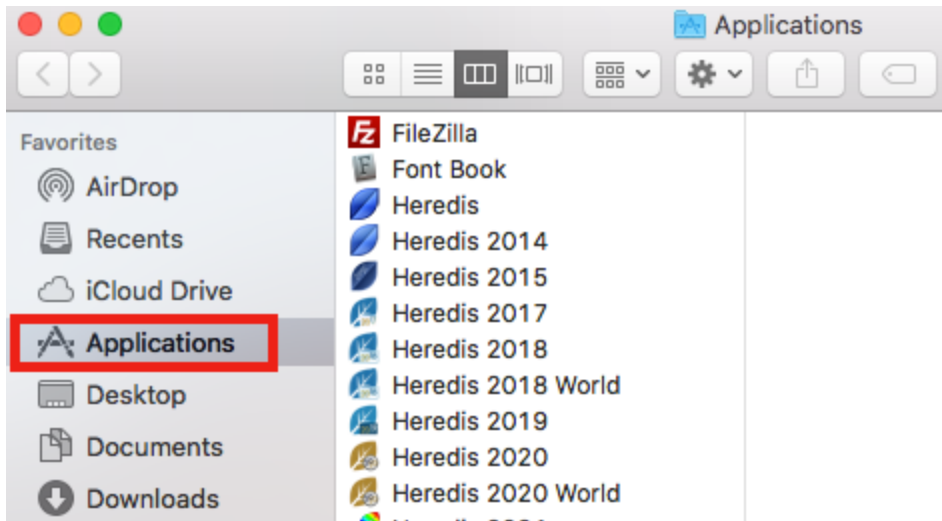 Applications
Favorites
AirDrop
Recents
iCloud Drive
Applications
Desktop
Documents
Downloads
FileZilla
Font Book
Heredis
Heredis 2014
Heredis 2015
Heredis 2017
Heredis 2018
Heredis 2018 World
Heredis 2019
Heredis 2020
Heredis 2020 World